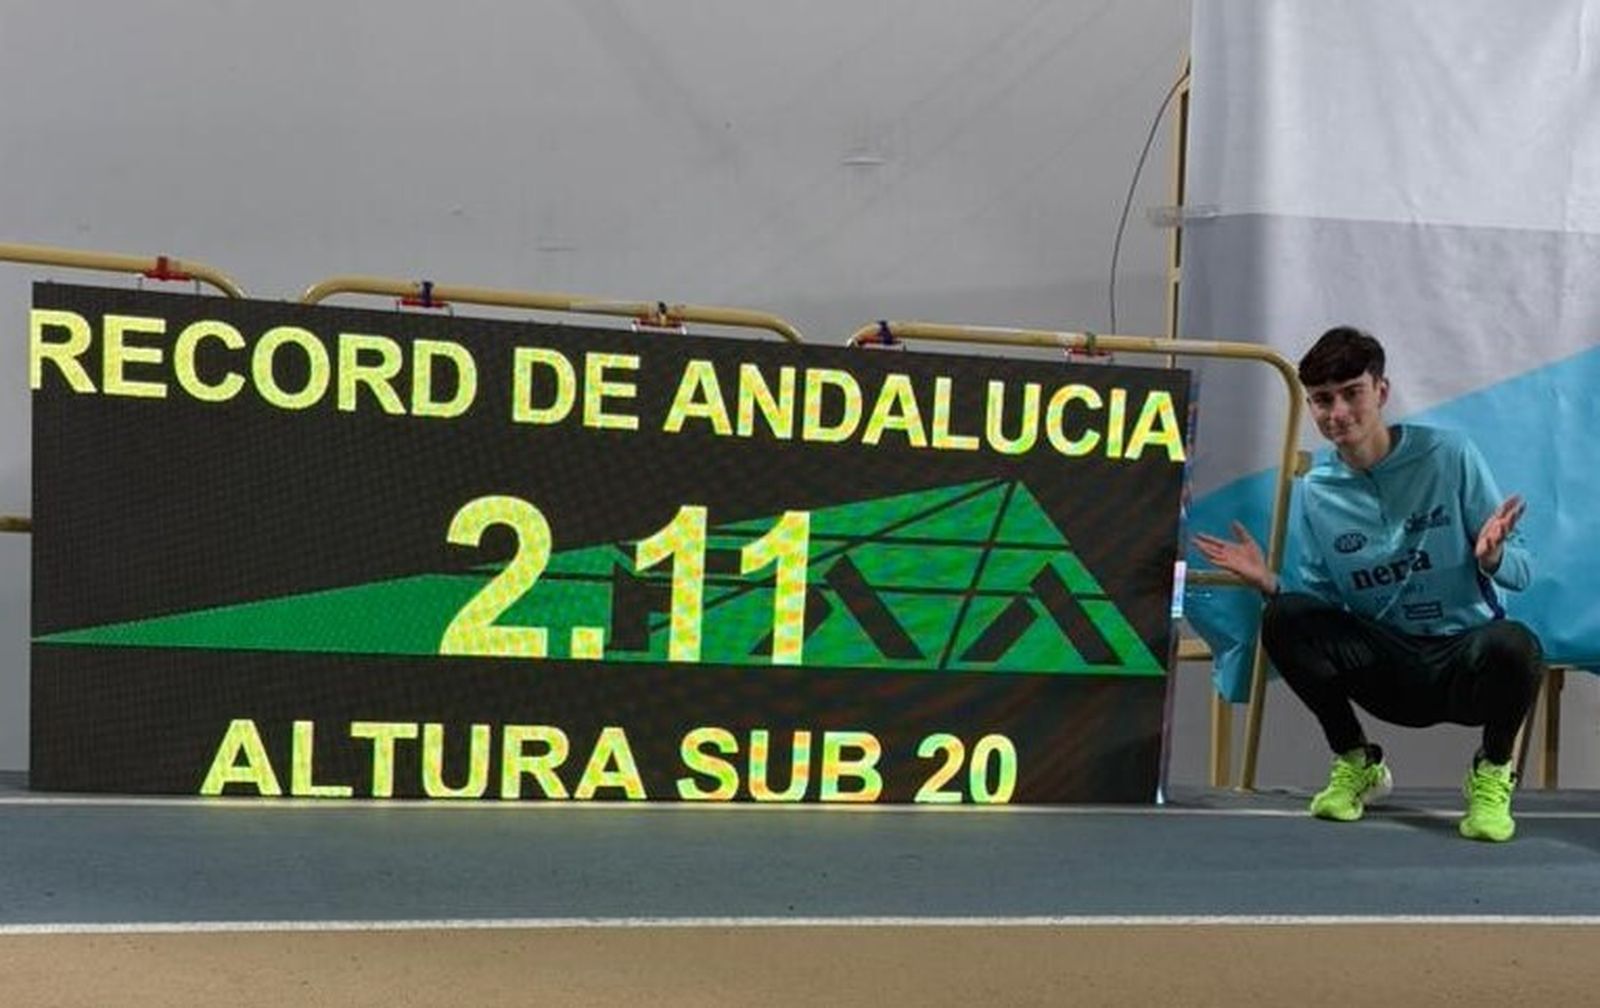 RECORD DE ANDALUCIA
2.11
ALTURA SUB 20
nerja